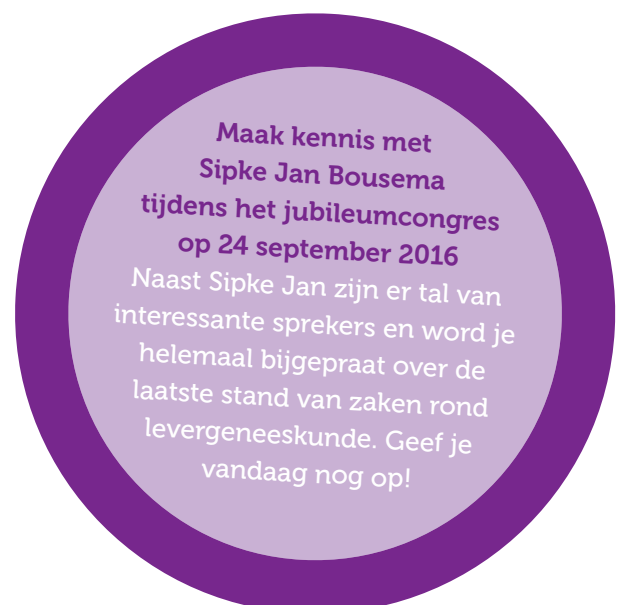 Maak kennis met
Sipke Jan Bousema
tijdens het jubileumcongres
op 24 september 2016
Naast Sipke Jan zijn er tal van
interessante sprekers en word je
helemaal bijgepraat over de
laatste stand van zaken rond
levergeneeskunde. Geef je
vandaag nog op!